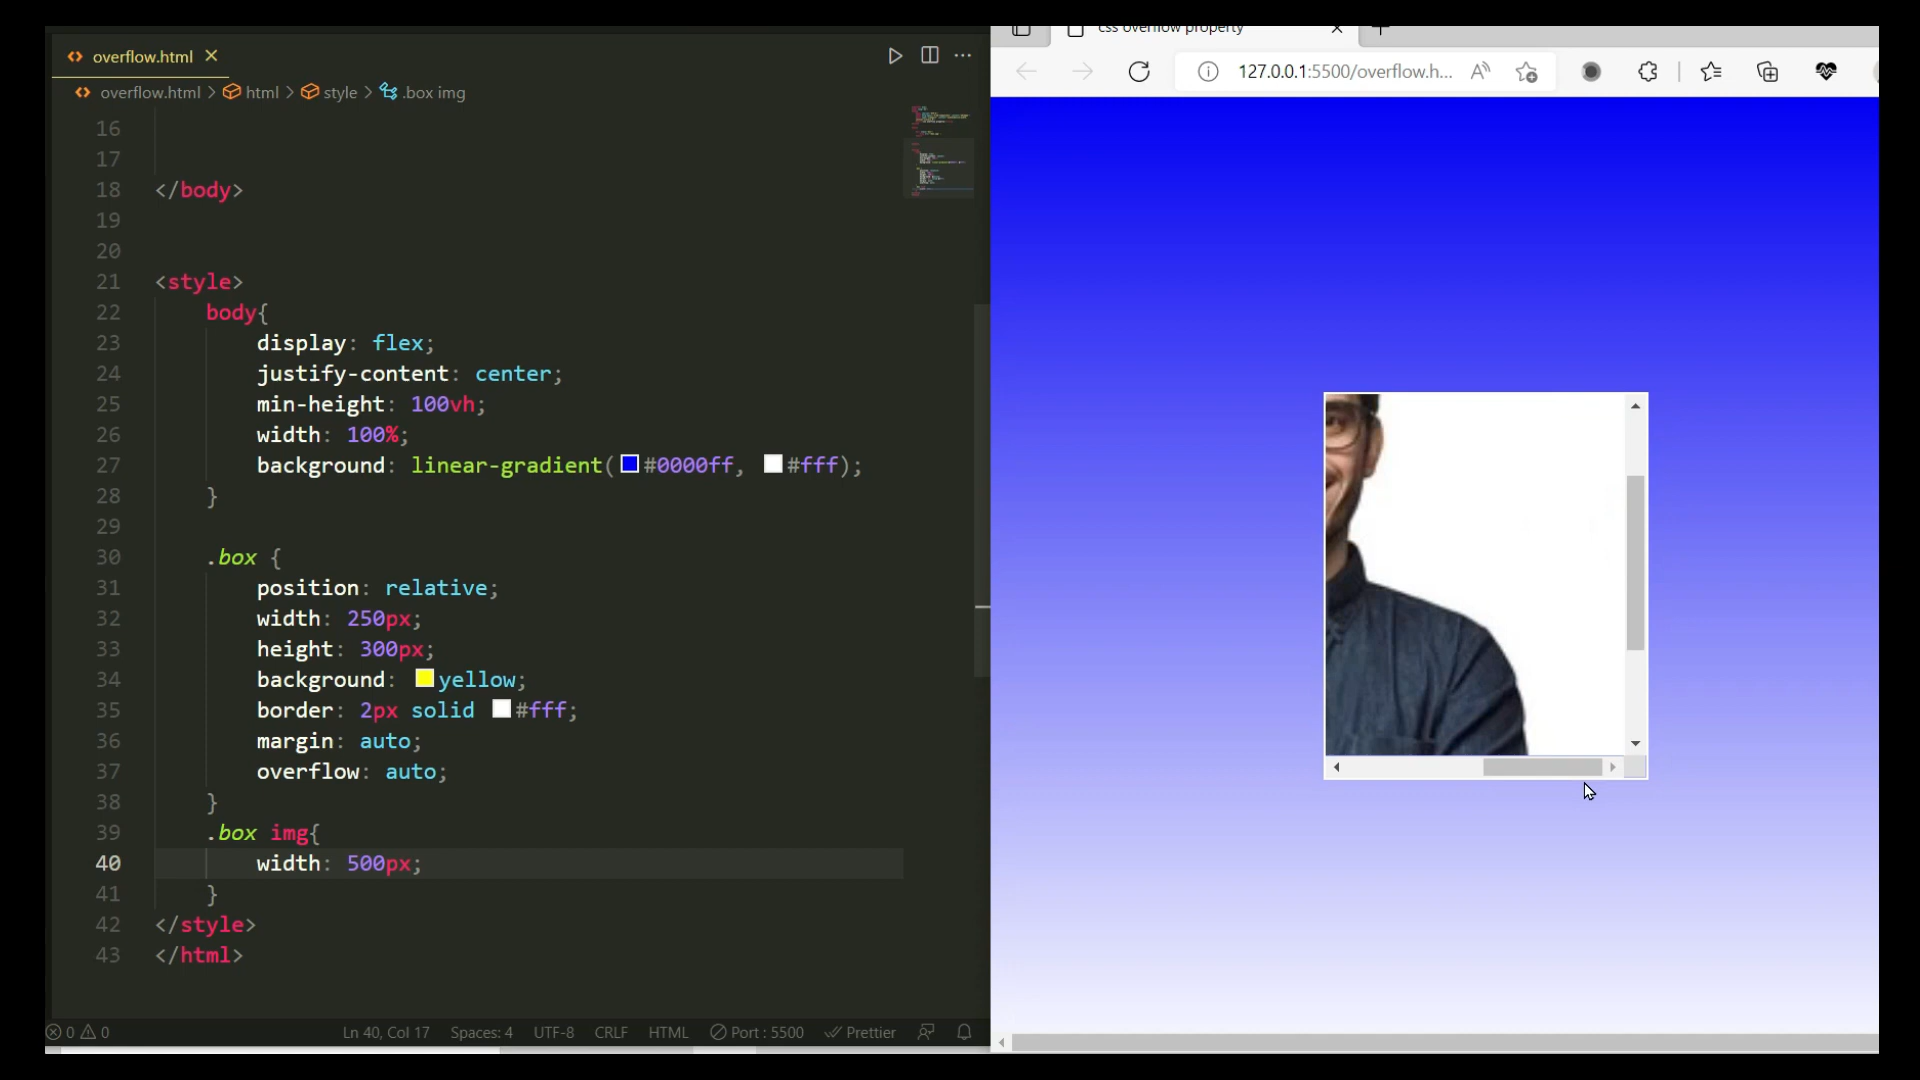 overflow.html
overflow.html > html > style > .box img
16
17
18 </body>
19
20
21 <style>
22 body{
23 display: flex;
24 justify-content: center;
25 min-height: 100vh;
26 width: 100%;
27 background: linear-gradient(#0000ff, #fff);
28 }
29
30 .box {
31 position: relative;
32 width: 250px;
33 height: 300px;
34 background: yellow;
35 border: 2px solid #fff;
36 margin: auto;
37 overflow: auto;
38 }
39 .box img{
40 width: 500px;
41 }
42 </style>
43 </html>
0 0 Ln 40, Col 17 Spaces: 4 UTF-8 CRLF HTML Port : 5500 Prettier
css overflow property
127.0.0.1:5500/overflow.h...